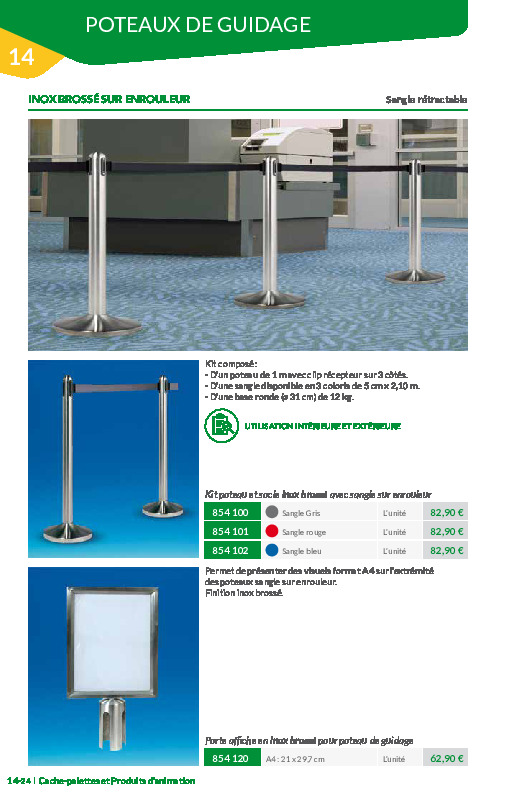 POTEAUX DE GUIDAGE
14
INOX BROSSÉ SUR ENROULEUR
Sangle rétractable
Kit composé :
- D'un poteau de 1 m avec clip récepteur sur 3 côtés.
- D'une sangle disponible en 3 coloris de 5 cm x 2,10 m.
- D'une base ronde (ø 31 cm) de 12 kg.
UTILISATION INTÉRIEURE ET EXTÉRIEURE
Kit poteau et socle inox brossé avec sangle sur enrouleur
854 100 Sangle Gris L'unité 82,90 €
854 101 Sangle rouge L'unité 82,90 €
854 102 Sangle bleu L'unité 82,90 €
Permet de présenter des visuels format A4 sur l'extrémité
des poteaux sangle sur enrouleur.
Finition inox brossé.
Porte affiche en inox brossé pour poteau de guidage
854 120 A4 : 21 x 29,7 cm L'unité 62,90 €
14-24 | Cache-palettes et Produits d'animation